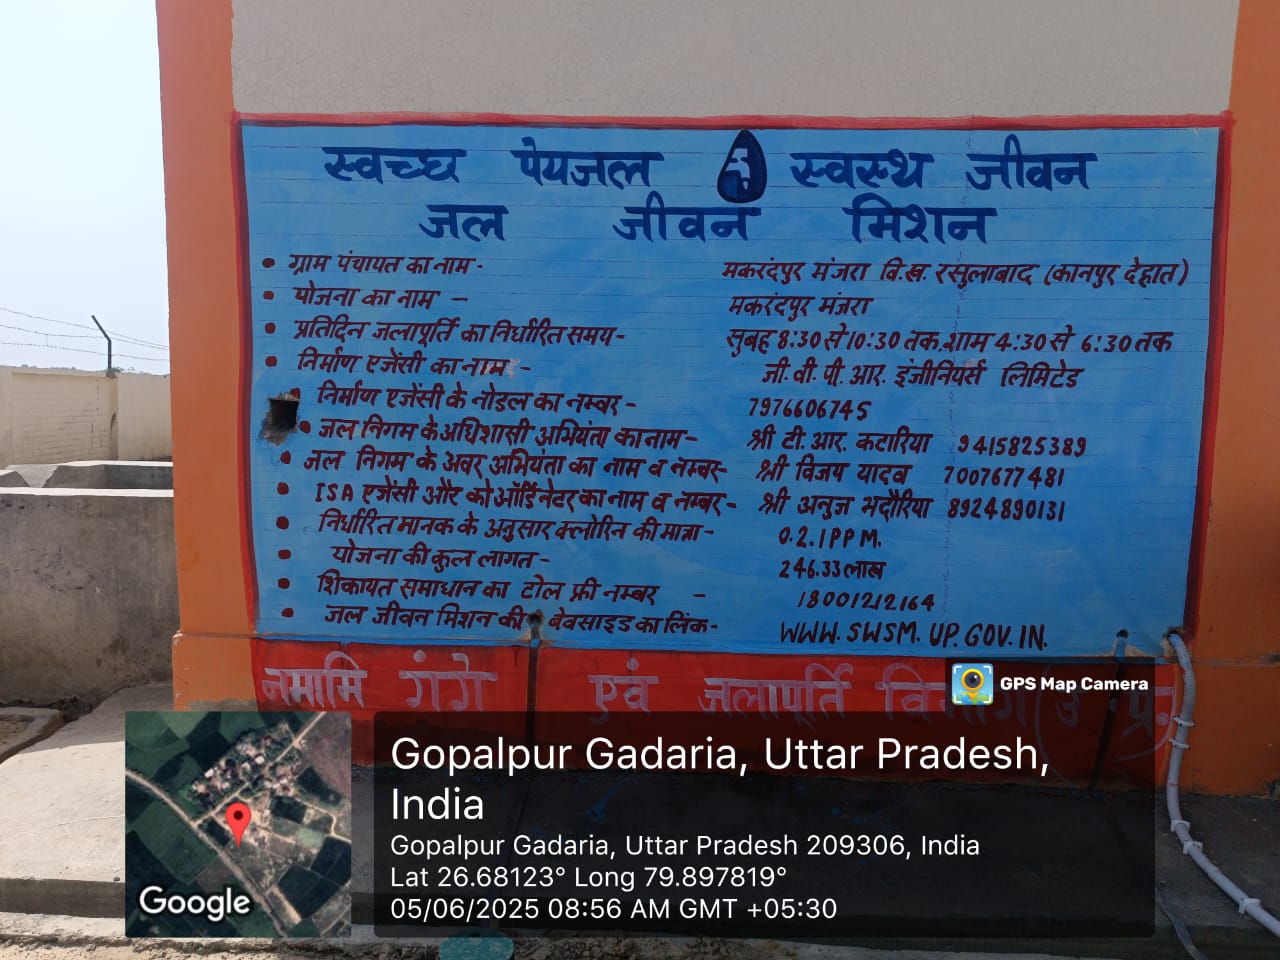 स्वच्छ पेयजल स्वस्थ जीवन
जल जीवन मिशन
ग्राम पंचायत का नाम - मकरंदपुर मंजरा वि.ख. रसुलाबाद (कानपुर देहात)
योजना का नाम - मकरंदपुर मंजरा
प्रतिदिन जलापूर्ति का निर्धारित समय- सुबह 8:30 से 10:30 तक, शाम 4:30 से 6:30 तक
निर्माण एजेंसी का नाम - जी. वी. पी. आर. इंजीनियर्स लिमिटेड
निर्माण एजेंसी के नोडल का नम्बर - 7976606745
जल निगम के अधिशासी अभियंता का नाम- श्री टी. आर. कटारिया 9415825389
जल निगम के अवर अभियंता का नाम व नम्बर- श्री विजय यादव 7007677481
ISA एजेंसी और कोऑर्डिनेटर का नाम व नम्बर- श्री अनुज भदौरिया 8924890131
निर्धारित मानक के अनुसार क्लोरिन की मात्रा- 0.2.1 PPM.
योजना की कुल लागत- 246.33 लाख
शिकायत समाधान का टोल फ्री नम्बर - 18001212164
जल जीवन मिशन की बेवसाइड का लिंक- WWW.SWSM.UP.GOV.IN.
नमामि गंगे एवं जलापूर्ति
GPS Map Camera
Gopalpur Gadaria, Uttar Pradesh,
India
Gopalpur Gadaria, Uttar Pradesh 209306, India
Lat 26.68123° Long 79.897819°
05/06/2025 08:56 AM GMT +05:30
Google